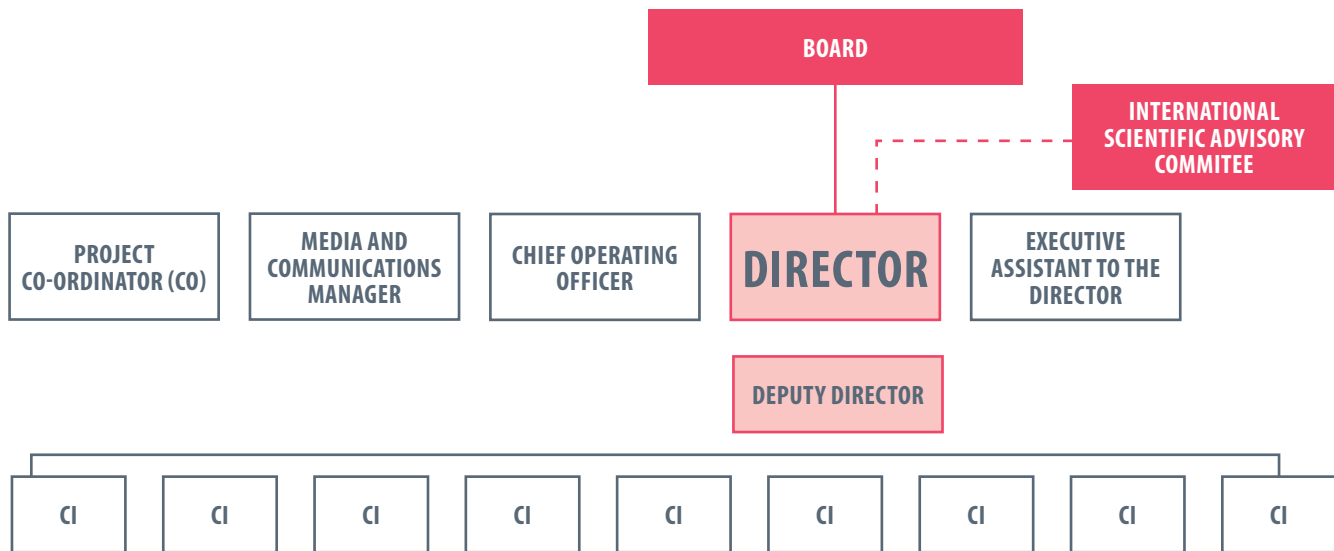 BOARD
INTERNATIONAL
SCIENTIFIC ADVISORY
COMMITEE
PROJECT
CO-ORDINATOR (CO)
MEDIA AND
COMMUNICATIONS
MANAGER
CHIEF OPERATING
OFFICER
DIRECTOR
EXECUTIVE
ASSISTANT TO THE
DIRECTOR
DEPUTY DIRECTOR
CI
CI
CI
CI
CI
CI
CI
CI
CI